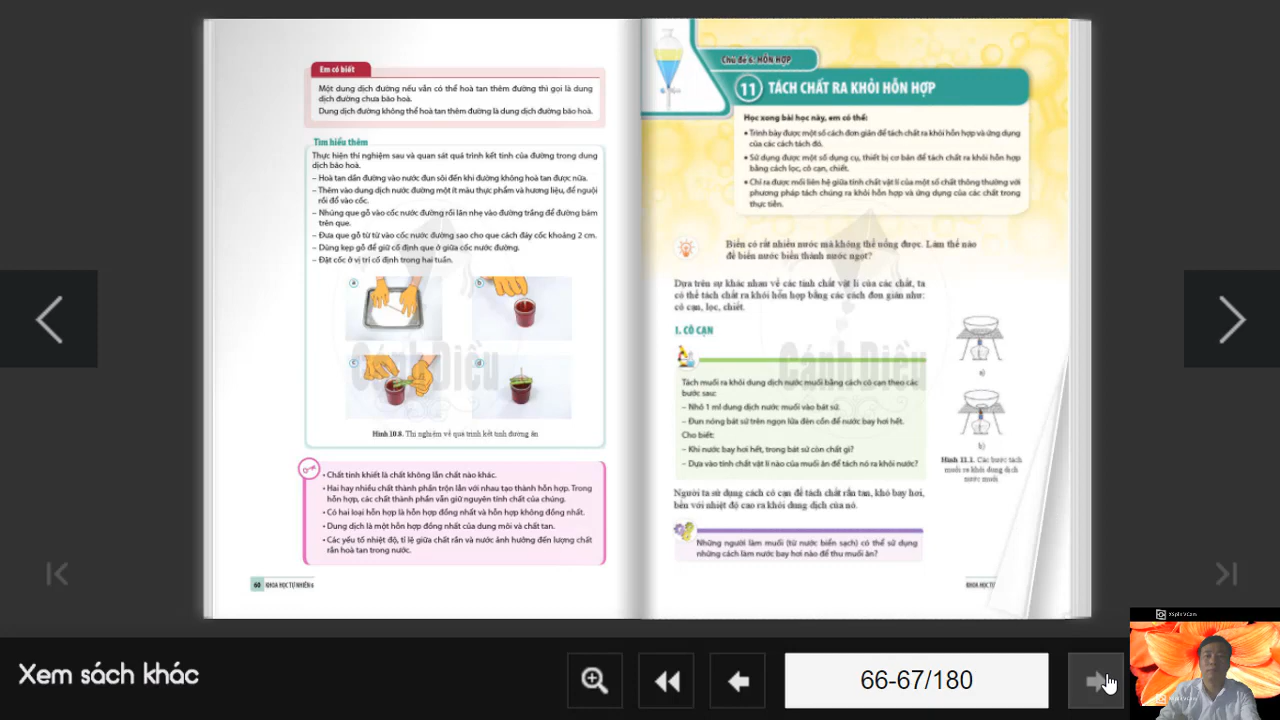 Em có biết
Một dung dịch đường nếu vẫn có thể hoà tan thêm đường thì gọi là dung
dịch đường chưa bão hoà.
Dung dịch đường không thể hoà tan thêm đường là dung dịch đường bão hoà.
Tìm hiểu thêm
Thực hiện thí nghiệm sau và quan sát quá trình kết tinh của đường trong dung
dịch bão hoà.
– Hoà tan dần đường vào nước đun sôi đến khi đường không hoà tan được nữa.
– Thêm vào dung dịch nước đường một ít màu thực phẩm và hương liệu, để nguội
rồi đổ vào cốc.
– Nhúng que gỗ vào cốc nước đường rồi lăn nhẹ vào đường trắng để đường bám
trên que.
– Đưa que gỗ từ từ vào cốc nước đường sao cho que cách đáy cốc khoảng 2 cm.
– Dùng kẹp gỗ để giữ cố định que ở giữa cốc nước đường.
– Đặt cốc ở vị trí cố định trong hai tuần.
a
b
c
d
Cánh Diều
Hình 10.8. Thí nghiệm về quá trình kết tinh đường ăn
• Chất tinh khiết là chất không lẫn chất nào khác.
• Hai hay nhiều chất thành phần trộn lẫn với nhau tạo thành hỗn hợp. Trong
hỗn hợp, các chất thành phần vẫn giữ nguyên tính chất của chúng.
• Có hai loại hỗn hợp là hỗn hợp đồng nhất và hỗn hợp không đồng nhất.
• Dung dịch là một hỗn hợp đồng nhất của dung môi và chất tan.
• Các yếu tố nhiệt độ, tỉ lệ giữa chất rắn và nước ảnh hưởng đến lượng chất
rắn hoà tan trong nước.
60 KHOA HỌC TỰ NHIÊN 6
Chủ đề 6: HỖN HỢP
11 TÁCH CHẤT RA KHỎI HỖN HỢP
Học xong bài học này, em có thể:
• Trình bày được một số cách đơn giản để tách chất ra khỏi hỗn hợp và ứng dụng
của các cách tách đó.
• Sử dụng được một số dụng cụ, thiết bị cơ bản để tách chất ra khỏi hỗn hợp
bằng cách lọc, cô cạn, chiết.
• Chỉ ra được mối liên hệ giữa tính chất vật lí của một số chất thông thường với
phương pháp tách chúng ra khỏi hỗn hợp và ứng dụng của các chất trong
thực tiễn.
Biển có rất nhiều nước mà không thể uống được. Làm thế nào
để biến nước biển thành nước ngọt?
Dựa trên sự khác nhau về các tính chất vật lí của các chất, ta
có thể tách chất ra khỏi hỗn hợp bằng các cách đơn giản như:
cô cạn, lọc, chiết.
I. CÔ CẠN
Cánh Diều
Tách muối ra khỏi dung dịch nước muối bằng cách cô cạn theo các
bước sau:
– Nhỏ 1 ml dung dịch nước muối vào bát sứ.
– Đun nóng bát sứ trên ngọn lửa đèn cồn để nước bay hơi hết.
Cho biết:
– Khi nước bay hơi hết, trong bát sứ còn chất gì?
– Dựa vào tính chất vật lí nào của muối ăn để tách nó ra khỏi nước?
a)
b)
Hình 11.1. Các bước tách
muối ra khỏi dung dịch
nước muối
Người ta sử dụng cách cô cạn để tách chất rắn tan, khó bay hơi,
bền với nhiệt độ cao ra khỏi dung dịch của nó.
Những người làm muối (từ nước biển sạch) có thể sử dụng
những cách làm nước bay hơi nào để thu muối ăn?
KHOA HỌC TỰ
Xem sách khác
66-67/180
XSplit VCam
XSplit VCam